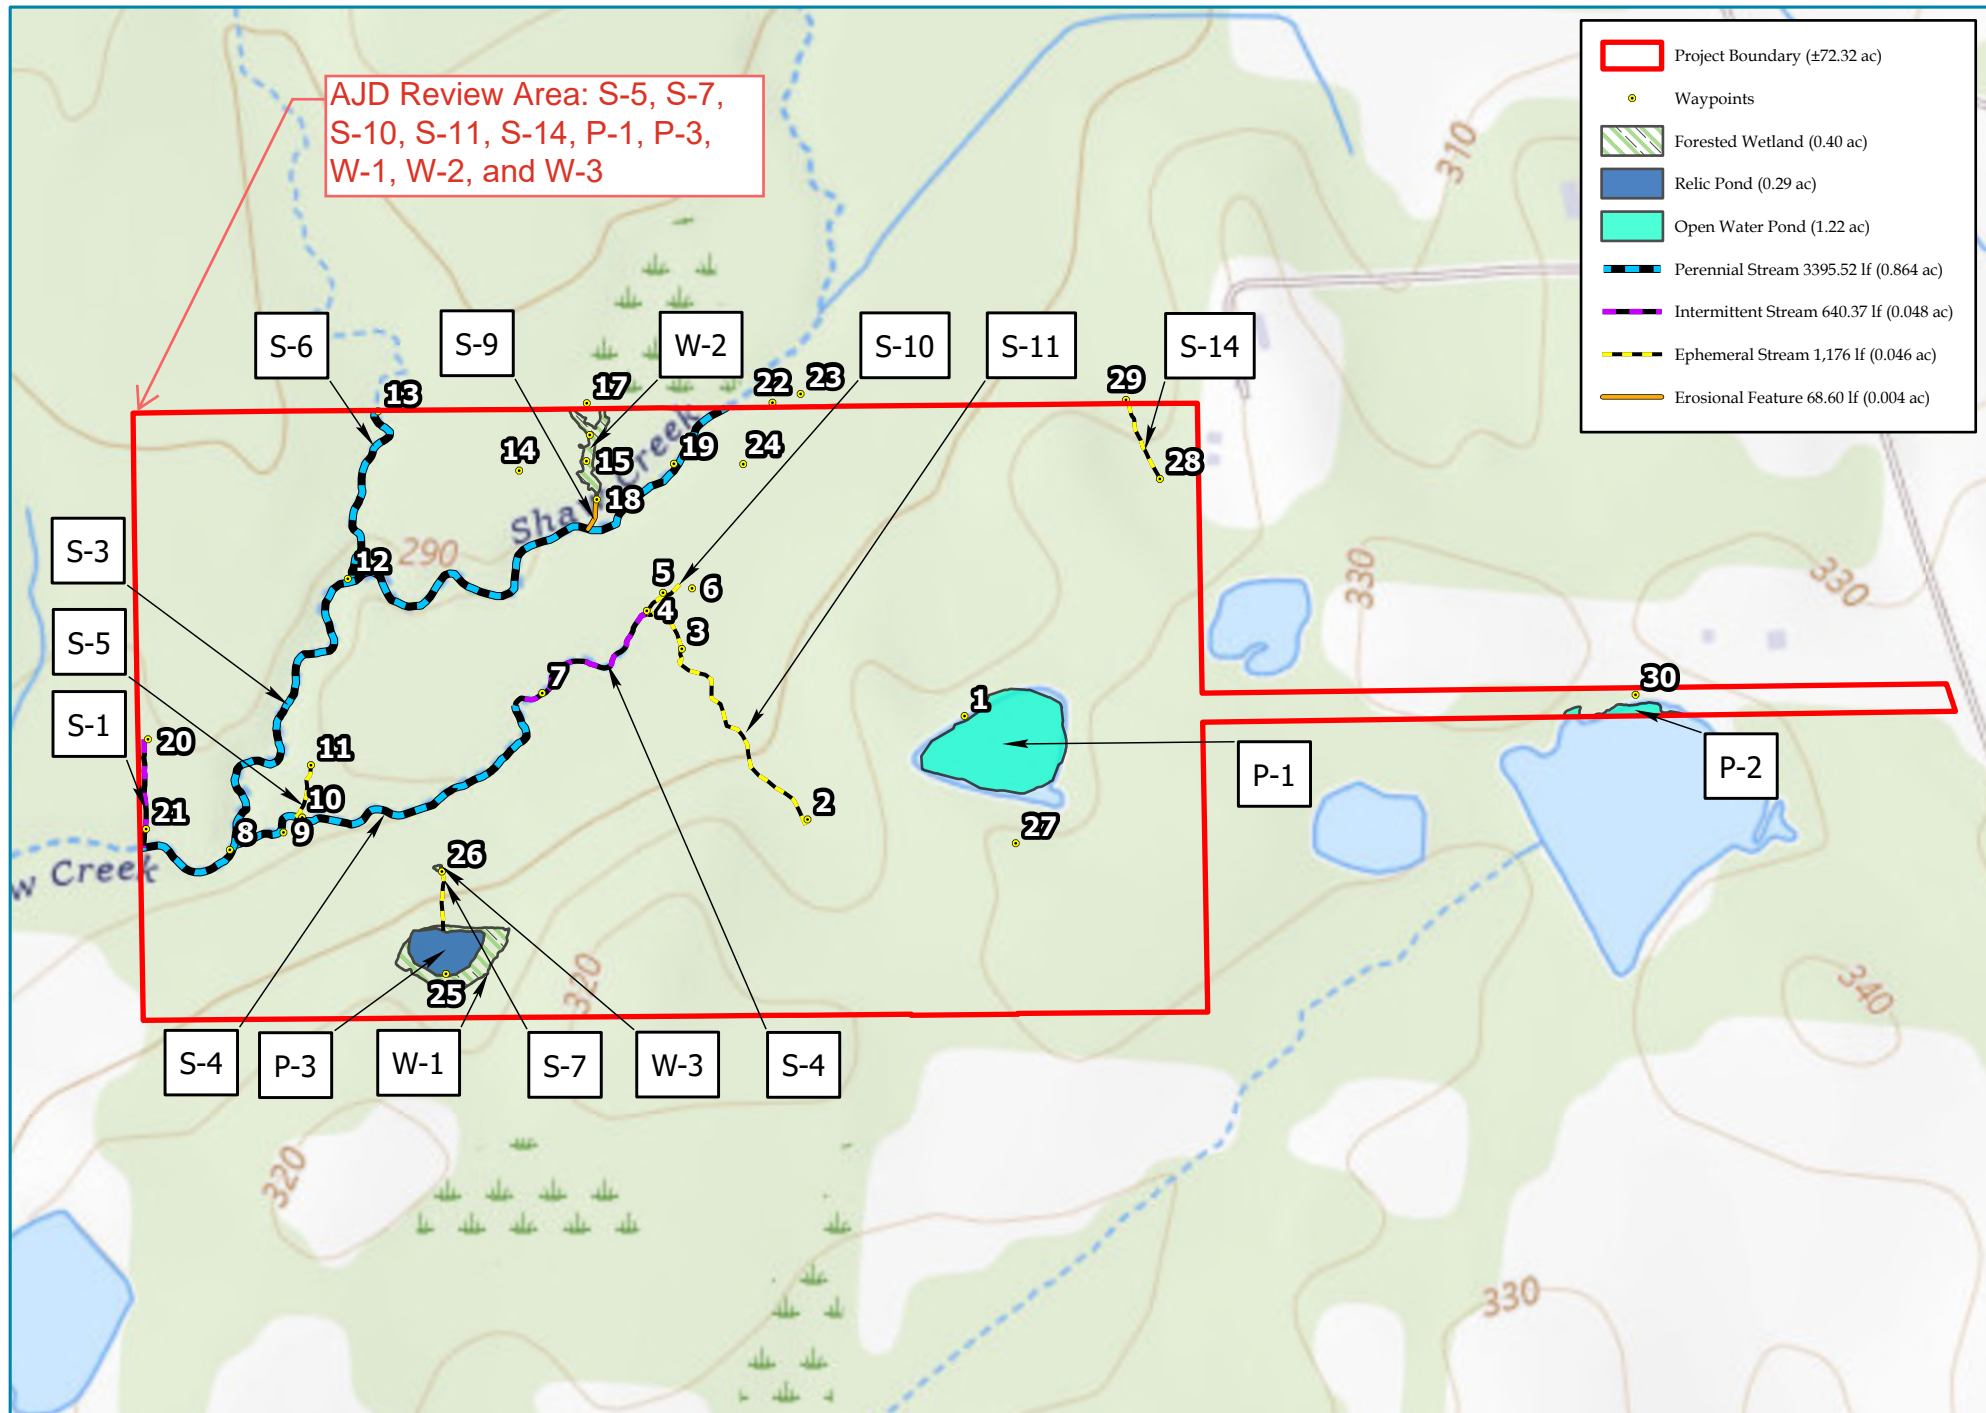 AJD Review Area: S-5, S-7,
S-10, S-11, S-14, P-1, P-3,
W-1, W-2, and W-3
Project Boundary (±72.32 ac)
Waypoints
Forested Wetland (0.40 ac)
Relic Pond (0.29 ac)
Open Water Pond (1.22 ac)
Perennial Stream 3395.52 lf (0.864 ac)
Intermittent Stream 640.37 lf (0.048 ac)
Ephemeral Stream 1,176 lf (0.046 ac)
Erosional Feature 68.60 lf (0.004 ac)
310
S-6
S-9
W-2
S-10
S-11
S-14
13
17
22
23
29
14
15
19
24
28
18
Shaw Creek
290
S-3
12
5
6
4
3
330
330
S-5
7
S-1
20
11
1
30
P-1
P-2
21
10
8
9
2
27
w Creek
26
25
320
340
S-4
P-3
W-1
S-7
W-3
S-4
320
330